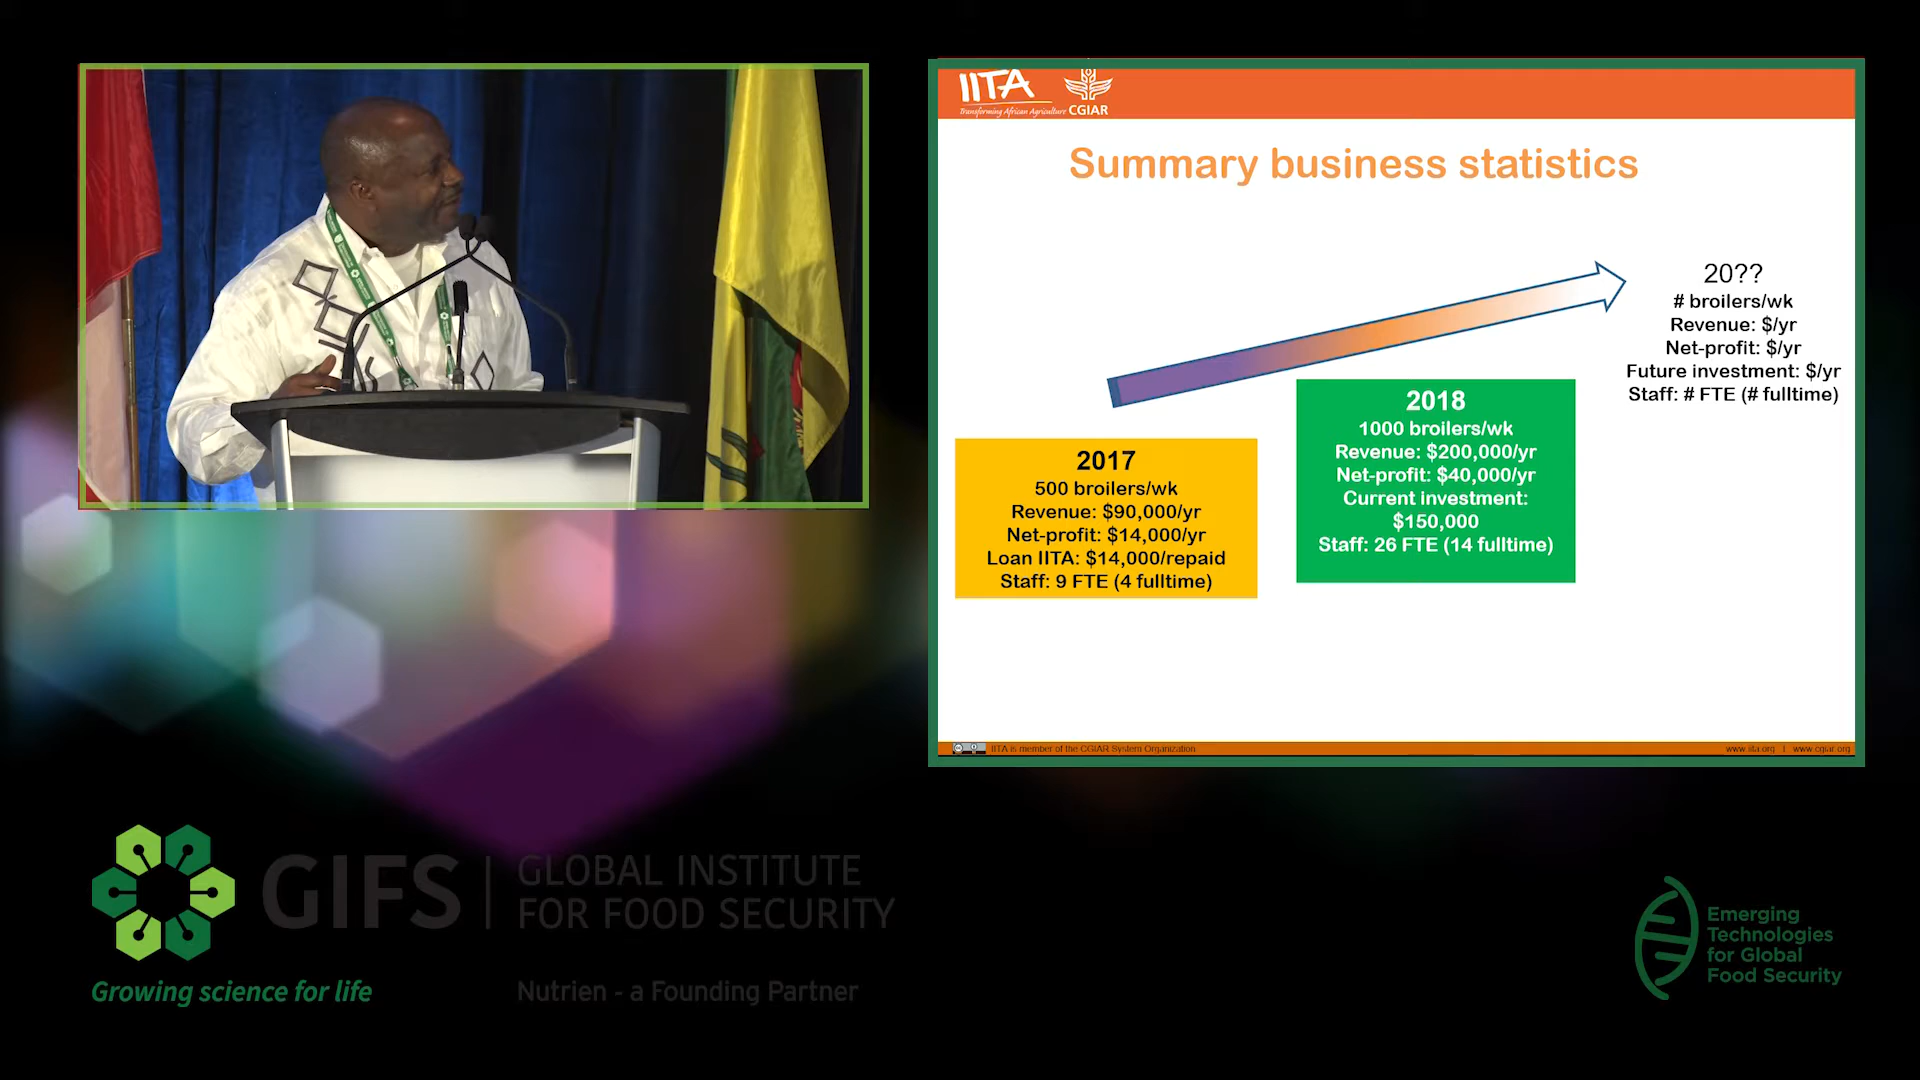 IITA
Transforming African Agriculture
CGIAR
Summary business statistics
20??
# broilers/wk
Revenue: $/yr
Net-profit: $/yr
Future investment: $/yr
Staff: # FTE (# fulltime)
2018
1000 broilers/wk
Revenue: $200,000/yr
Net-profit: $40,000/yr
Current investment:
$150,000
Staff: 26 FTE (14 fulltime)
2017
500 broilers/wk
Revenue: $90,000/yr
Net-profit: $14,000/yr
Loan IITA: $14,000/repaid
Staff: 9 FTE (4 fulltime)
IITA is member of the CGIAR System Organization
www.iita.org | www.cgiar.org
GIFS
GLOBAL INSTITUTE
FOR FOOD SECURITY
Growing science for life
Nutrien - a Founding Partner
Emerging
Technologies
for Global
Food Security